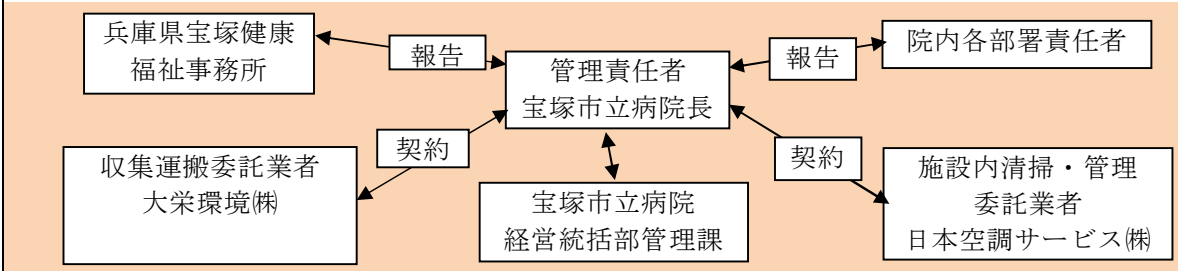 兵庫県宝塚健康
福祉事務所
報告
管理責任者
宝塚市立病院長
報告
院内各部署責任者
収集運搬委託業者
大栄環境㈱
契約
宝塚市立病院
経営統括部管理課
契約
施設内清掃・管理
委託業者
日本空調サービス㈱